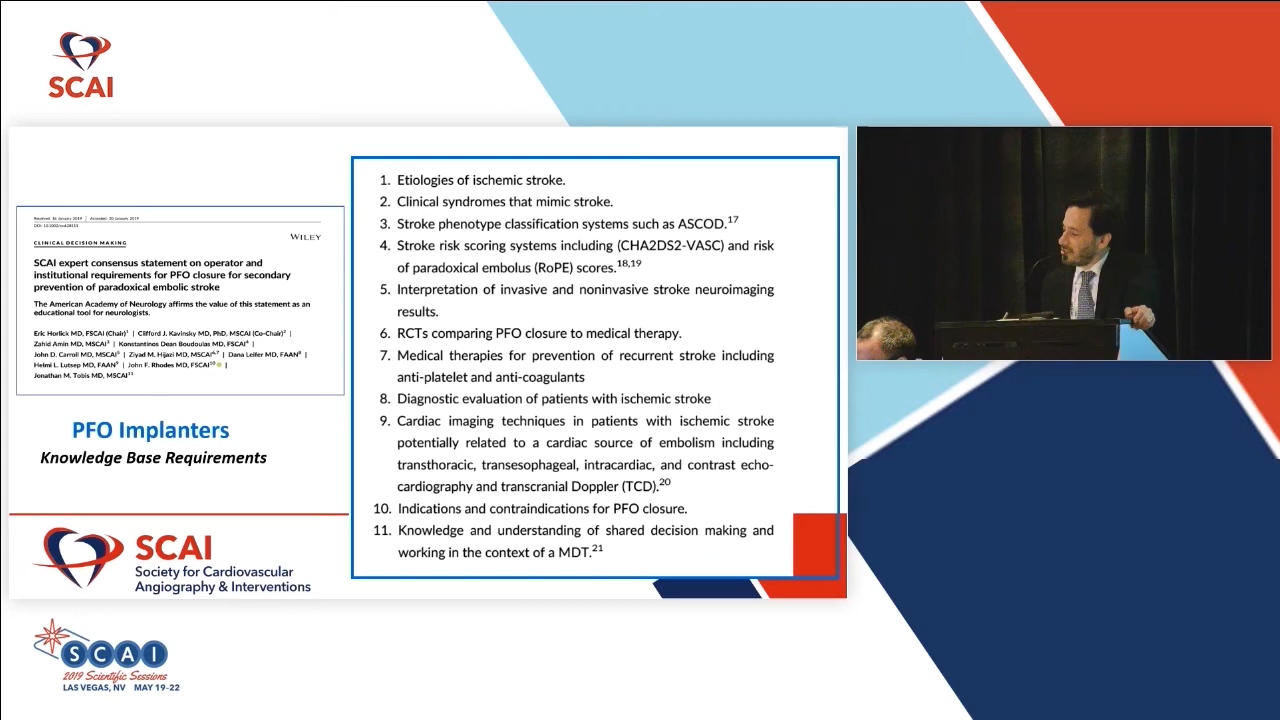 SCAI
Received: 16 January 2019 | Accepted: 20 January 2019
WILEY
CLINICAL DECISION MAKING
SCAI expert consensus statement on operator and
institutional requirements for PFO closure for secondary
prevention of paradoxical embolic stroke
The American Academy of Neurology affirms the value of this statement as an
educational tool for neurologists.
Eric Horlick MD, FSCAI (Chair)1 | Clifford J. Kavinsky MD, PhD, MSCAI (Co-Chair)2 |
Zahid Amin MD, MSCAI3 | Konstantinos Dean Boudoulas MD, FSCAI4 |
John D. Carroll MD, MSCAI5 | Ziyad M. Hijazi MD, MSCAI6,7 | Dana Leifer MD, FAAN8 |
Helmi L. Lutsep MD, FAAN9 | John F. Rhodes MD, FSCAI10 |
Jonathan M. Tobis MD, MSCAI11
PFO Implanters
Knowledge Base Requirements
SCAI
Society for Cardiovascular
Angiography & Interventions
1. Etiologies of ischemic stroke.
2. Clinical syndromes that mimic stroke.
3. Stroke phenotype classification systems such as ASCOD.17
4. Stroke risk scoring systems including (CHA2DS2-VASC) and risk
of paradoxical embolus (RoPE) scores.18,19
5. Interpretation of invasive and noninvasive stroke neuroimaging
results.
6. RCTs comparing PFO closure to medical therapy.
7. Medical therapies for prevention of recurrent stroke including
anti-platelet and anti-coagulants
8. Diagnostic evaluation of patients with ischemic stroke
9. Cardiac imaging techniques in patients with ischemic stroke
potentially related to a cardiac source of embolism including
transthoracic, transesophageal, intracardiac, and contrast echo-
cardiography and transcranial Doppler (TCD).20
10. Indications and contraindications for PFO closure.
11. Knowledge and understanding of shared decision making and
working in the context of a MDT.21
SCAI
2019 Scientific Sessions
LAS VEGAS, NV MAY 19-22